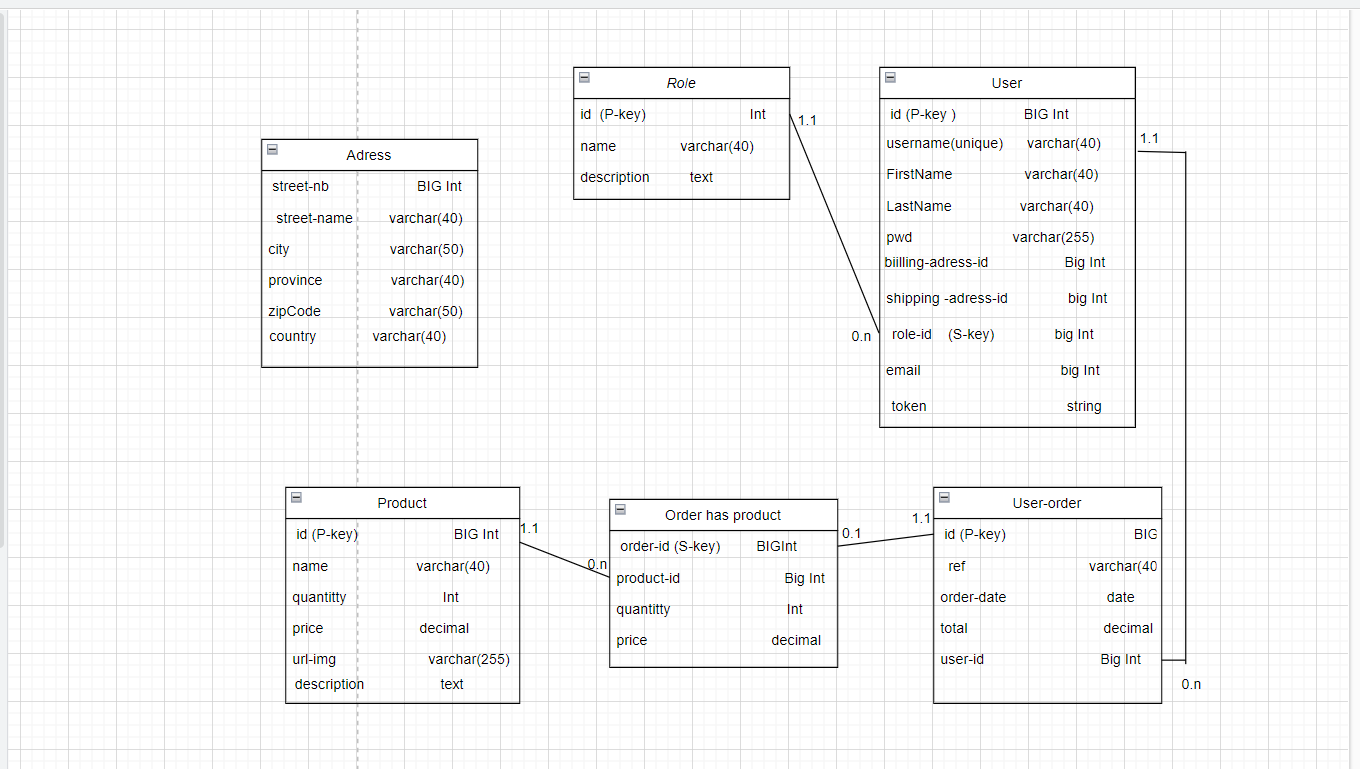 Role
id (P-key) Int
name varchar(40)
description text
1.1
0.n
User
id (P-key ) BIG Int
username(unique) varchar(40)
FirstName varchar(40)
LastName varchar(40)
pwd varchar(255)
biilling-adress-id Big Int
shipping -adress-id big Int
role-id (S-key) big Int
email big Int
token string
1.1
0.n
Adress
street-nb BIG Int
street-name varchar(40)
city varchar(50)
province varchar(40)
zipCode varchar(50)
country varchar(40)
Product
id (P-key) BIG Int
name varchar(40)
quantitty Int
price decimal
url-img varchar(255)
description text
1.1
0.n
Order has product
order-id (S-key) BIGInt
product-id Big Int
quantitty Int
price decimal
0.1
1.1
User-order
id (P-key) BIG
ref varchar(40
order-date date
total decimal
user-id Big Int